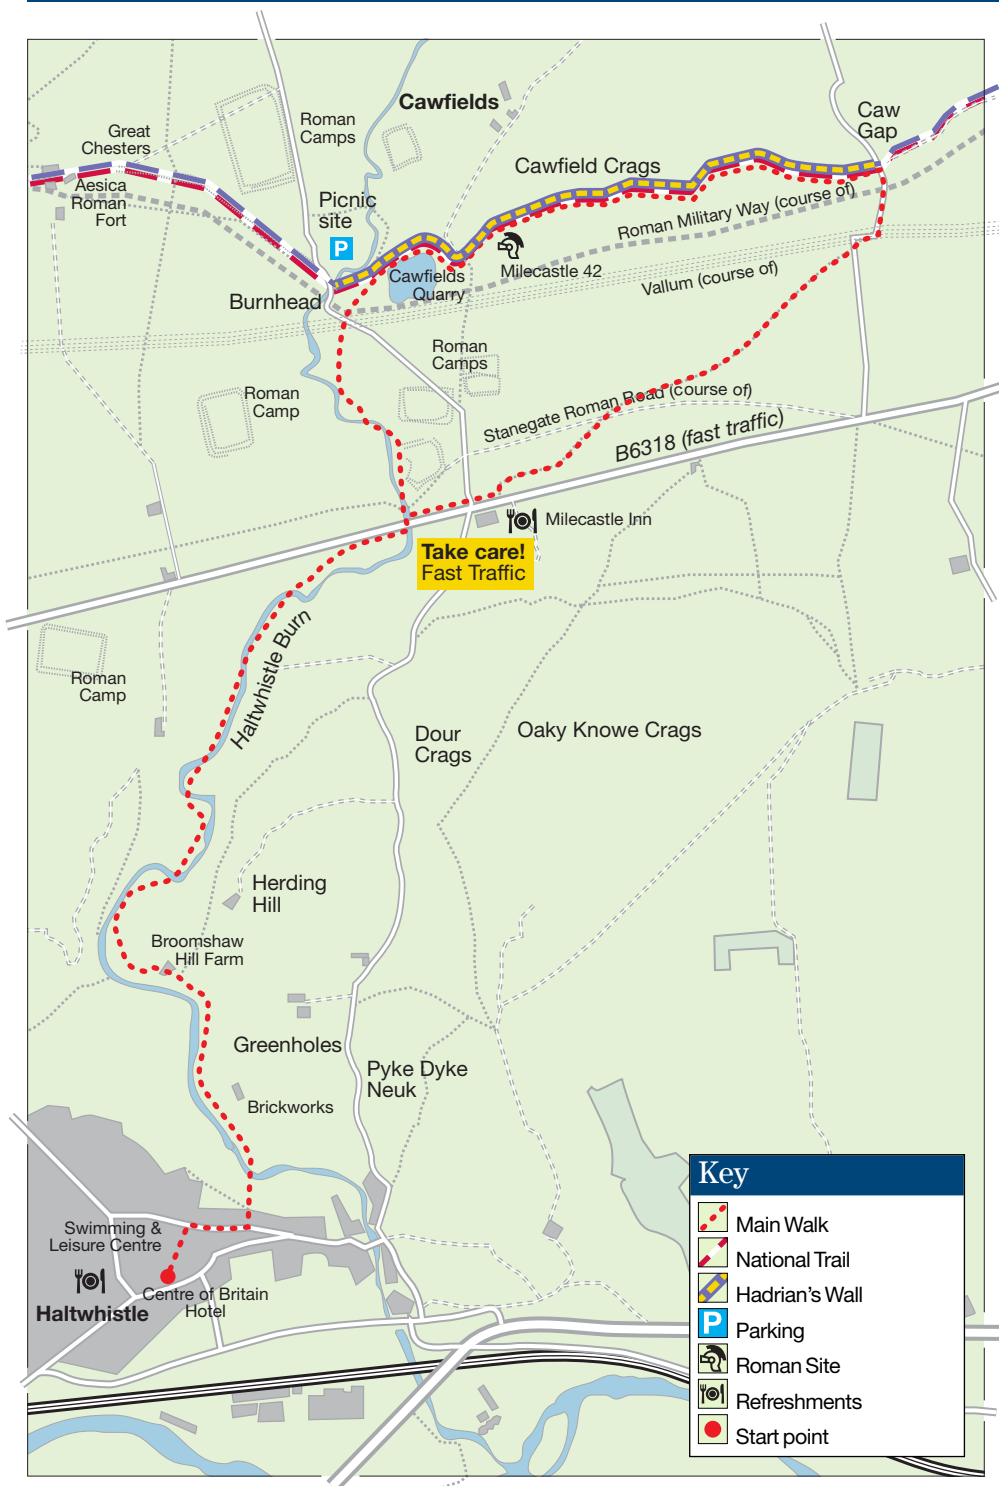 Cawfields
Caw
Gap
Roman
Camps
Great
Chesters
Cawfield Crags
Aesica
Roman
Fort
Picnic
site
P
Roman Military Way (course of)
Milecastle 42
Cawfields
Quarry
Vallum (course of)
Burnhead
Roman
Camps
Roman
Camp
Stanegate Roman Road (course of)
B6318 (fast traffic)
Milecastle Inn
Take care!
Fast Traffic
Haltwhistle Burn
Roman
Camp
Dour
Crags
Oaky Knowe Crags
Herding
Hill
Broomshaw
Hill Farm
Greenholes
Pyke Dyke
Neuk
Brickworks
Swimming &
Leisure Centre
Centre of Britain
Hotel
Haltwhistle
Key
Main Walk
National Trail
Hadrian's Wall
P Parking
Roman Site
Refreshments
Start point